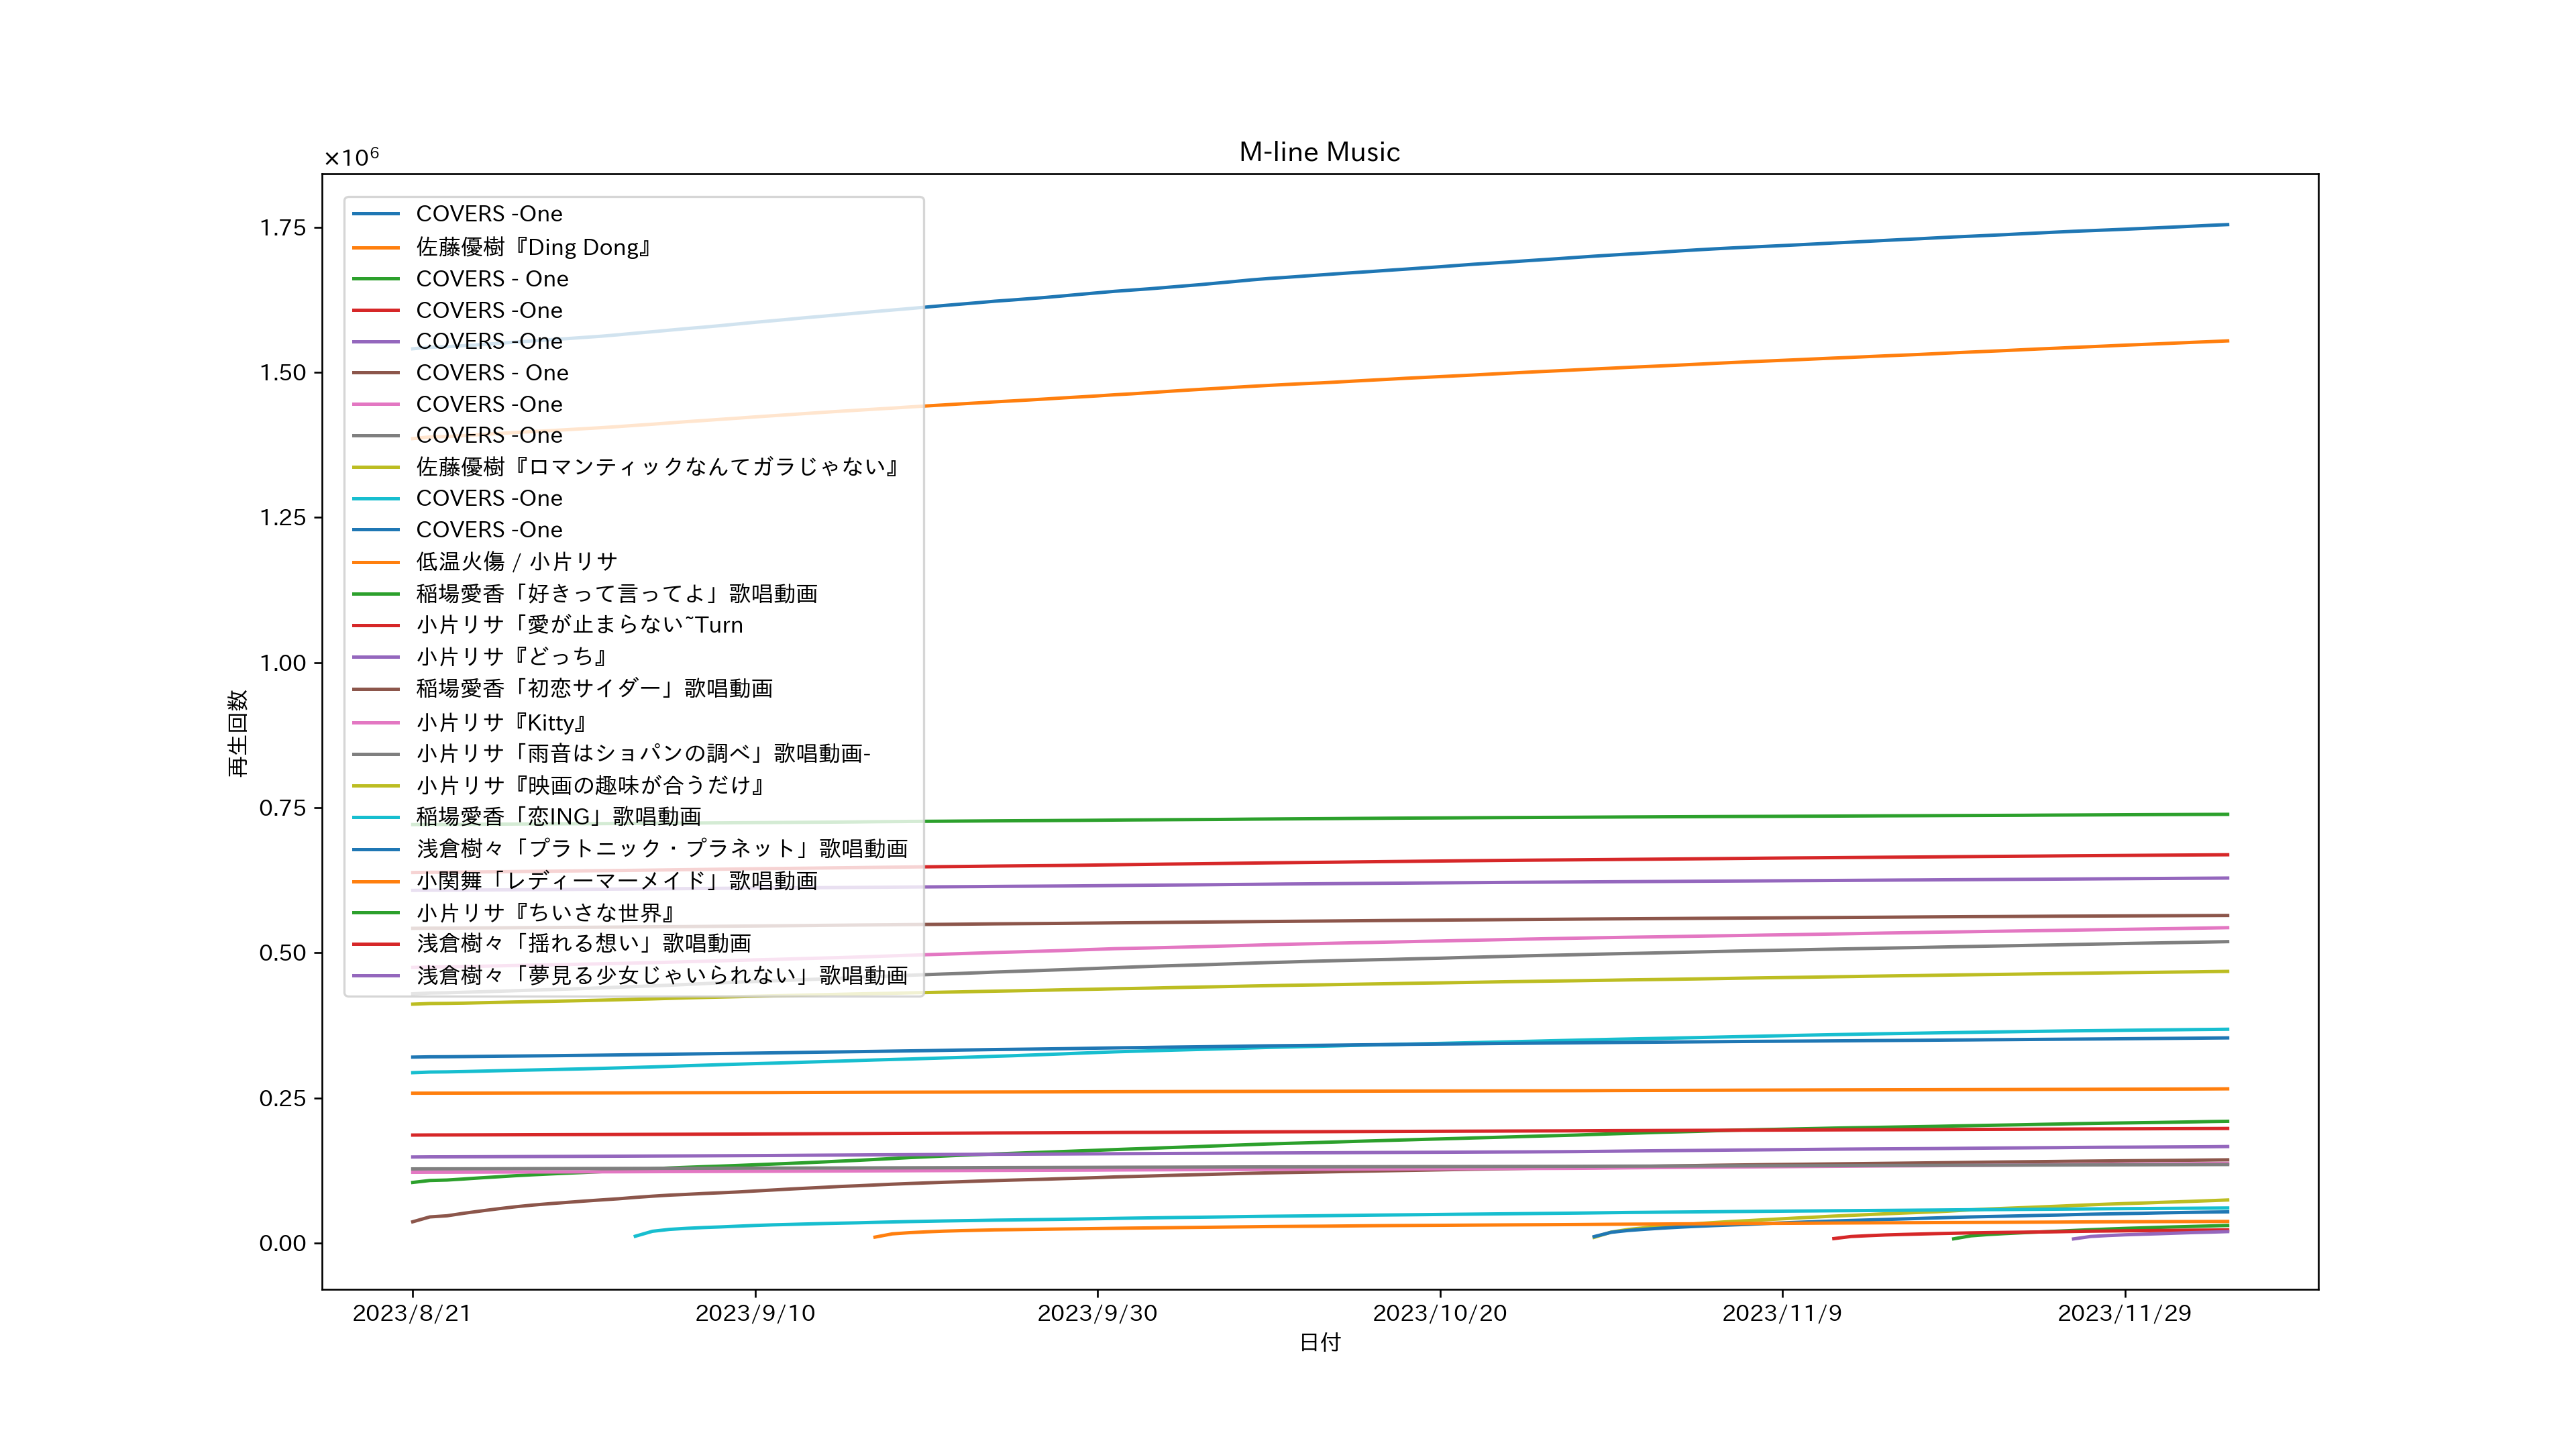 M-line Music
×10⁶
1.75
1.50
1.25
1.00
0.75
0.50
0.25
0.00
再生回数
COVERS -One
佐藤優樹『Ding Dong』
COVERS - One
COVERS -One
COVERS -One
COVERS - One
COVERS -One
COVERS -One
佐藤優樹『ロマンティックなんてガラじゃない』
COVERS -One
COVERS -One
低温火傷 / 小片リサ
稲場愛香「好きって言ってよ」歌唱動画
小片リサ「愛が止まらない~Turn
小片リサ『どっち』
稲場愛香「初恋サイダー」歌唱動画
小片リサ『Kitty』
小片リサ「雨音はショパンの調べ」歌唱動画-
小片リサ『映画の趣味が合うだけ』
稲場愛香「恋ING」歌唱動画
浅倉樹々「プラトニック・プラネット」歌唱動画
小関舞「レディーマーメイド」歌唱動画
小片リサ『ちいさな世界』
浅倉樹々「揺れる想い」歌唱動画
浅倉樹々「夢見る少女じゃいられない」歌唱動画
2023/8/21
2023/9/10
2023/9/30
2023/10/20
2023/11/9
2023/11/29
日付